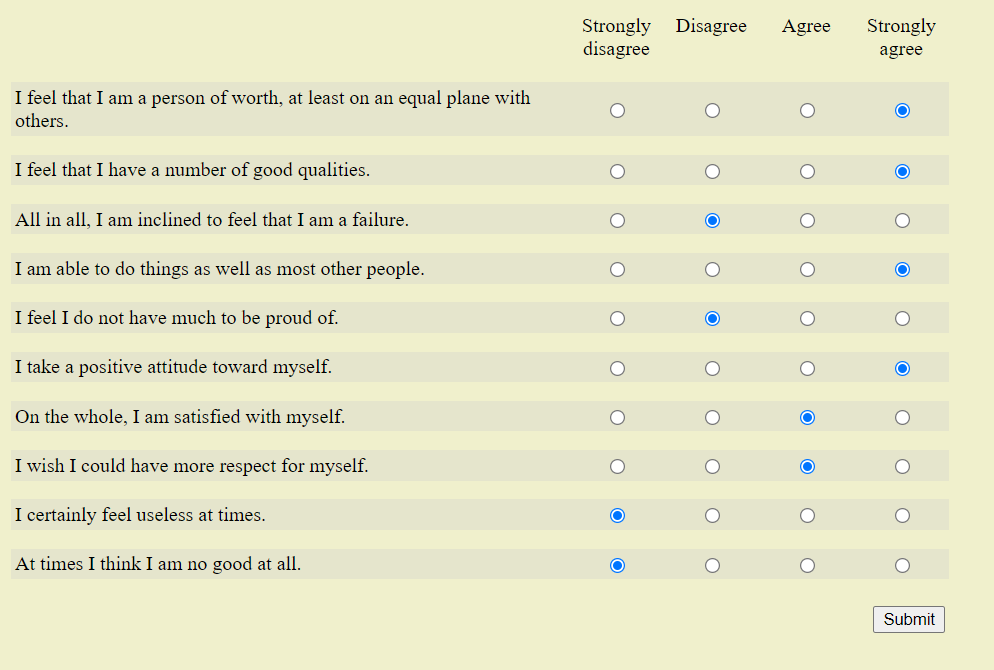 Strongly disagree Disagree Agree Strongly agree
I feel that I am a person of worth, at least on an equal plane with
others.
I feel that I have a number of good qualities.
All in all, I am inclined to feel that I am a failure.
I am able to do things as well as most other people.
I feel I do not have much to be proud of.
I take a positive attitude toward myself.
On the whole, I am satisfied with myself.
I wish I could have more respect for myself.
I certainly feel useless at times.
At times I think I am no good at all.
Submit